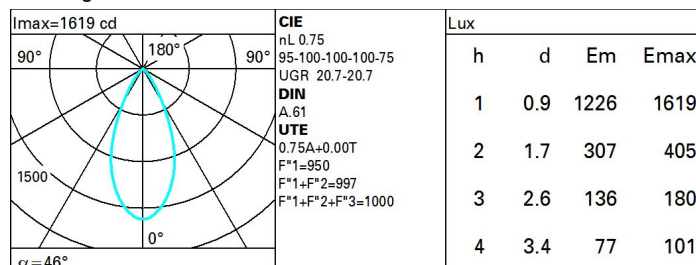 Imax=1619 cd
90° 180° 90°
1500
0°
α=46°
CIE
nL 0.75
95-100-100-100-75
UGR 20.7-20.7
DIN
A.61
UTE
0.75A+0.00T
F"1=950
F"1+F"2=997
F"1+F"2+F"3=1000
Lux
h d Em Emax
1 0.9 1226 1619
2 1.7 307 405
3 2.6 136 180
4 3.4 77 101